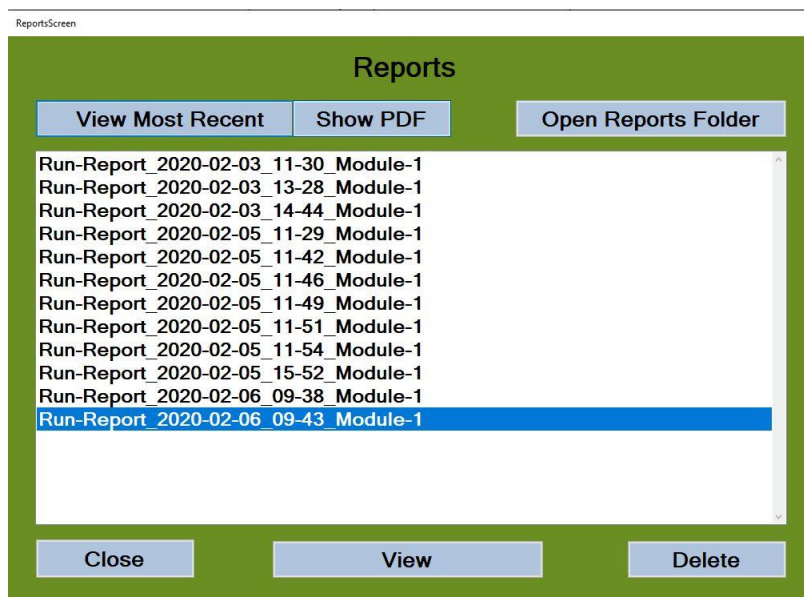 ReportsScreen
Reports
View Most Recent Show PDF Open Reports Folder
Run-Report_2020-02-03_11-30_Module-1
Run-Report_2020-02-03_13-28_Module-1
Run-Report_2020-02-03_14-44_Module-1
Run-Report_2020-02-05_11-29_Module-1
Run-Report_2020-02-05_11-42_Module-1
Run-Report_2020-02-05_11-46_Module-1
Run-Report_2020-02-05_11-49_Module-1
Run-Report_2020-02-05_11-51_Module-1
Run-Report_2020-02-05_11-54_Module-1
Run-Report_2020-02-05_15-52_Module-1
Run-Report_2020-02-06_09-38_Module-1
Run-Report_2020-02-06_09-43_Module-1
Close View Delete